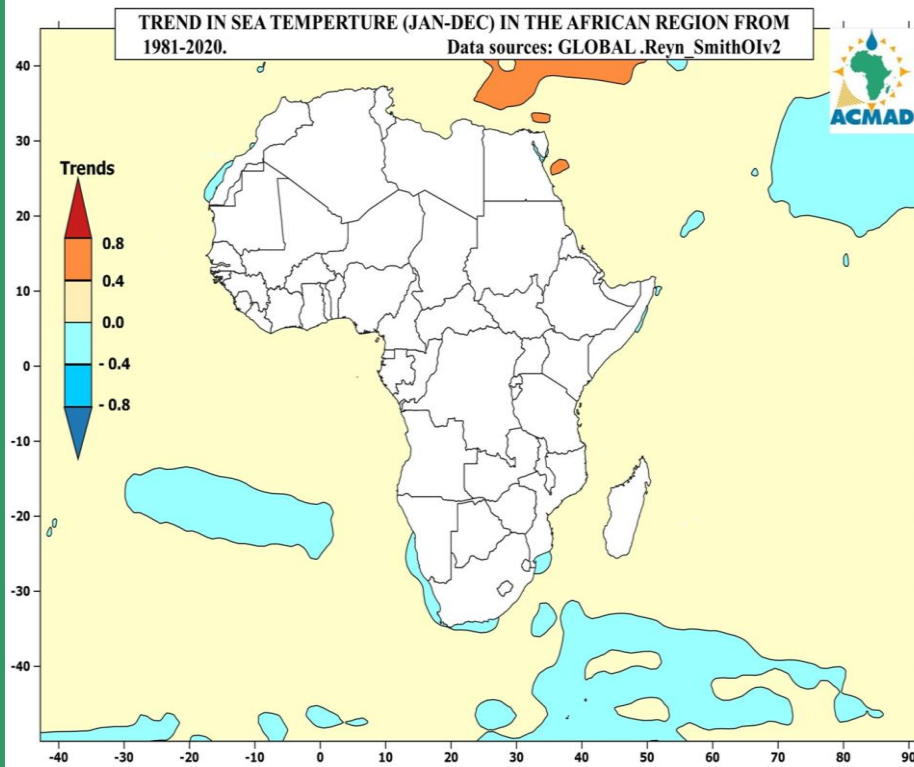 TREND IN SEA TEMPERTURE (JAN-DEC) IN THE AFRICAN REGION FROM
1981-2020. Data sources: GLOBAL .Reyn_SmithOIv2
ACMAD
Trends
0.8
0.4
0.0
- 0.4
- 0.8
40
30
20
10
0
-10
-20
-30
-40
-40 -30 -20 -10 0 10 20 30 40 50 60 70 80 90